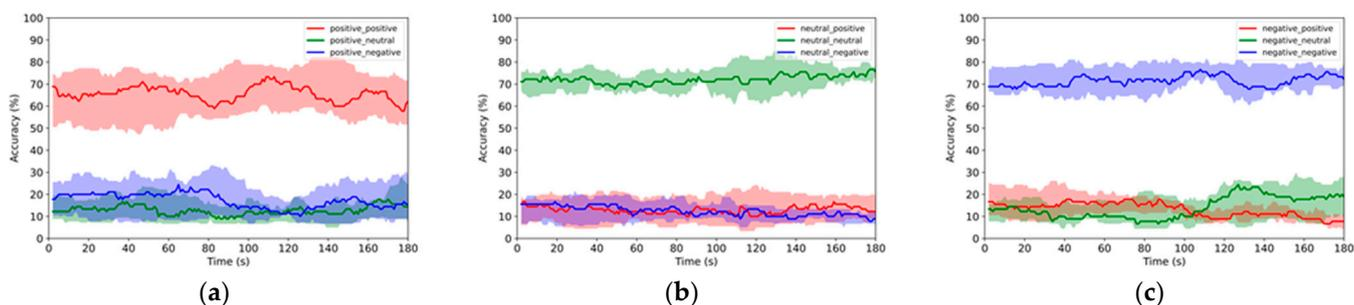 100
90
80
70
60
50
40
30
20
10
0
Accuracy (%)
positive_positive
positive_neutral
positive_negative
0 20 40 60 80 100 120 140 160 180
Time (s)
(a)
100
90
80
70
60
50
40
30
20
10
0
Accuracy (%)
neutral_positive
neutral_neutral
neutral_negative
0 20 40 60 80 100 120 140 160 180
Time (s)
(b)
100
90
80
70
60
50
40
30
20
10
0
Accuracy (%)
negative_positive
negative_neutral
negative_negative
0 20 40 60 80 100 120 140 160 180
Time (s)
(c)